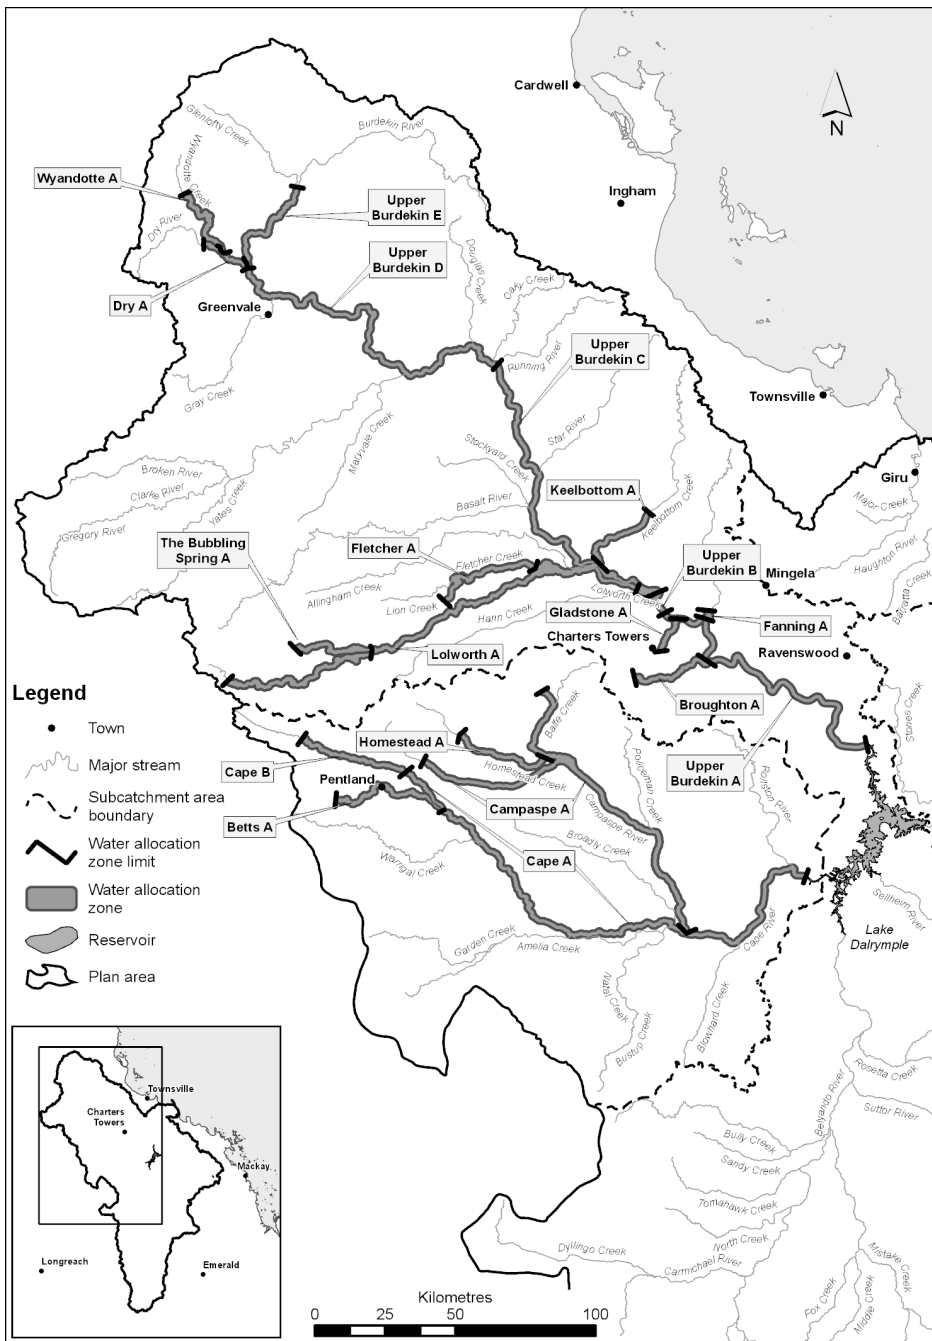 Cardwell
N
Glenlofty Creek
Burdekin River
Wyandotte Creek
Wyandotte A
Ingham
Upper
Burdekin E
Dry River
Upper
Burdekin D
Douglas Creek
Oaky Creek
Dry A
Greenvale
Running River
Upper
Burdekin C
Gray Creek
Townsville
Maryvale Creek
Stockyard Creek
Star River
Broken River
Clarke River
Yates Creek
Gregory River
Basalt River
Keelbottom A
Keelbottom Creek
Giru
Major Creek
The Bubbling
Spring A
Fletcher A
Fletcher Creek
Upper
Burdekin B
Mingela
Haughton River
Barratta Creek
Allingham Creek
Lion Creek
Hann Creek
Lolworth Creek
Gladstone A
Fanning A
Charters Towers
Ravenswood
Lolworth A
Broughton A
Stones Creek
Legend
Town
Major stream
Subcatchment area
boundary
Water allocation
zone limit
Water allocation
zone
Reservoir
Plan area
Homestead A
Balfe Creek
Cape B
Pentland
Homestead Creek
Policeman Creek
Rollston River
Upper
Burdekin A
Betts A
Campaspe A
Campaspe River
Broadly Creek
Cape A
Warrigal Creek
Sellheim River
Lake
Dalrymple
Garden Creek
Amelia Creek
Cape River
Natal Creek
Bustup Creek
Blowhard Creek
Rosetta Creek
Suttor River
Belyando River
Bully Creek
Sandy Creek
Tomahawk Creek
North Creek
Dyllingo Creek
Carmichael River
Mistake Creek
Fox Creek
Middle Creek
Townsville
Charters
Towers
Mackay
Longreach
Emerald
Kilometres
0 25 50 100